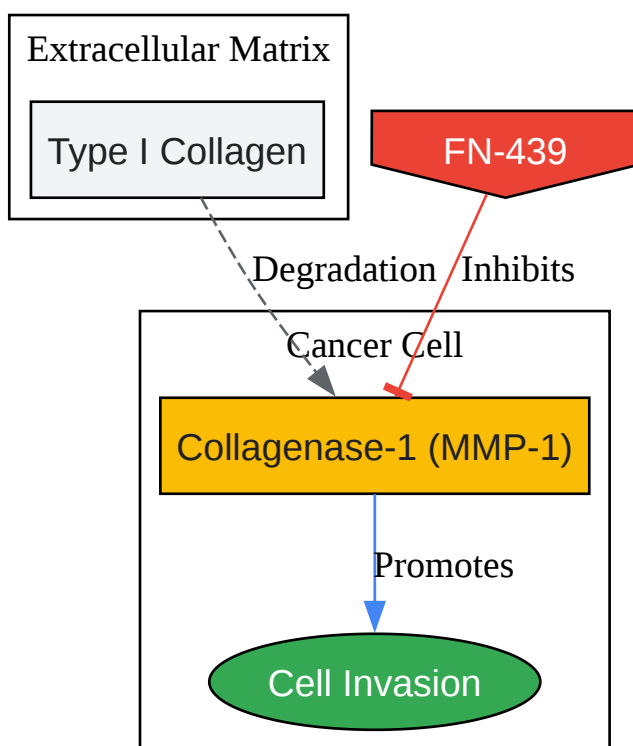 Extracellular Matrix
Type I Collagen
FN-439
Degradation
Inhibits
Cancer Cell
Collagenase-1 (MMP-1)
Promotes
Cell Invasion